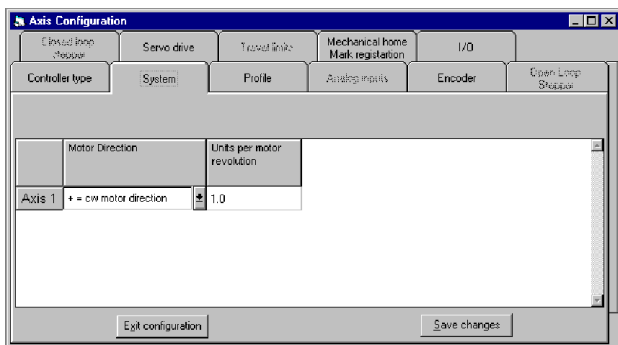 Axis Configuration
Closed loop
stepper
Servo drive
Travel limits
Mechanical home
Mark registartion
I/O
Controller type
System
Profile
Analog inputs
Encoder
Open Loop
Stepper
Motor Direction
Units per motor
revolution
Axis 1
+ = cw motor direction
1.0
Exit configuration
Save changes